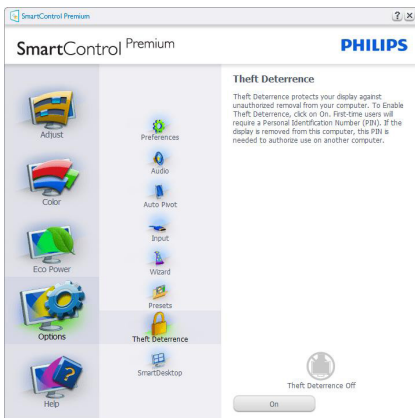 SmartControl Premium
SmartControl Premium
PHILIPS
Adjust
Color
Eco Power
Options
Help
Preferences
Audio
Auto Pivot
Input
Wizard
Presets
Theft Deterrence
SmartDesktop
Theft Deterrence
Theft Deterrence protects your display against
unauthorized removal from your computer. To Enable
Theft Deterrence, click on On. First-time users will
require a Personal Identification Number (PIN). If the
display is removed from this computer, this PIN is
needed to authorize use on another computer.
Theft Deterrence Off
On